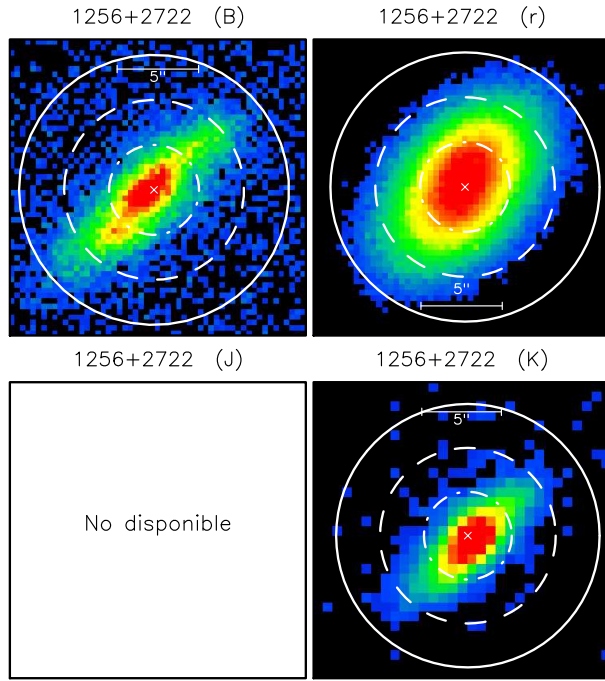 1256+2722 (B)
1256+2722 (r)
5"
5"
1256+2722 (J)
1256+2722 (K)
No disponible
5"